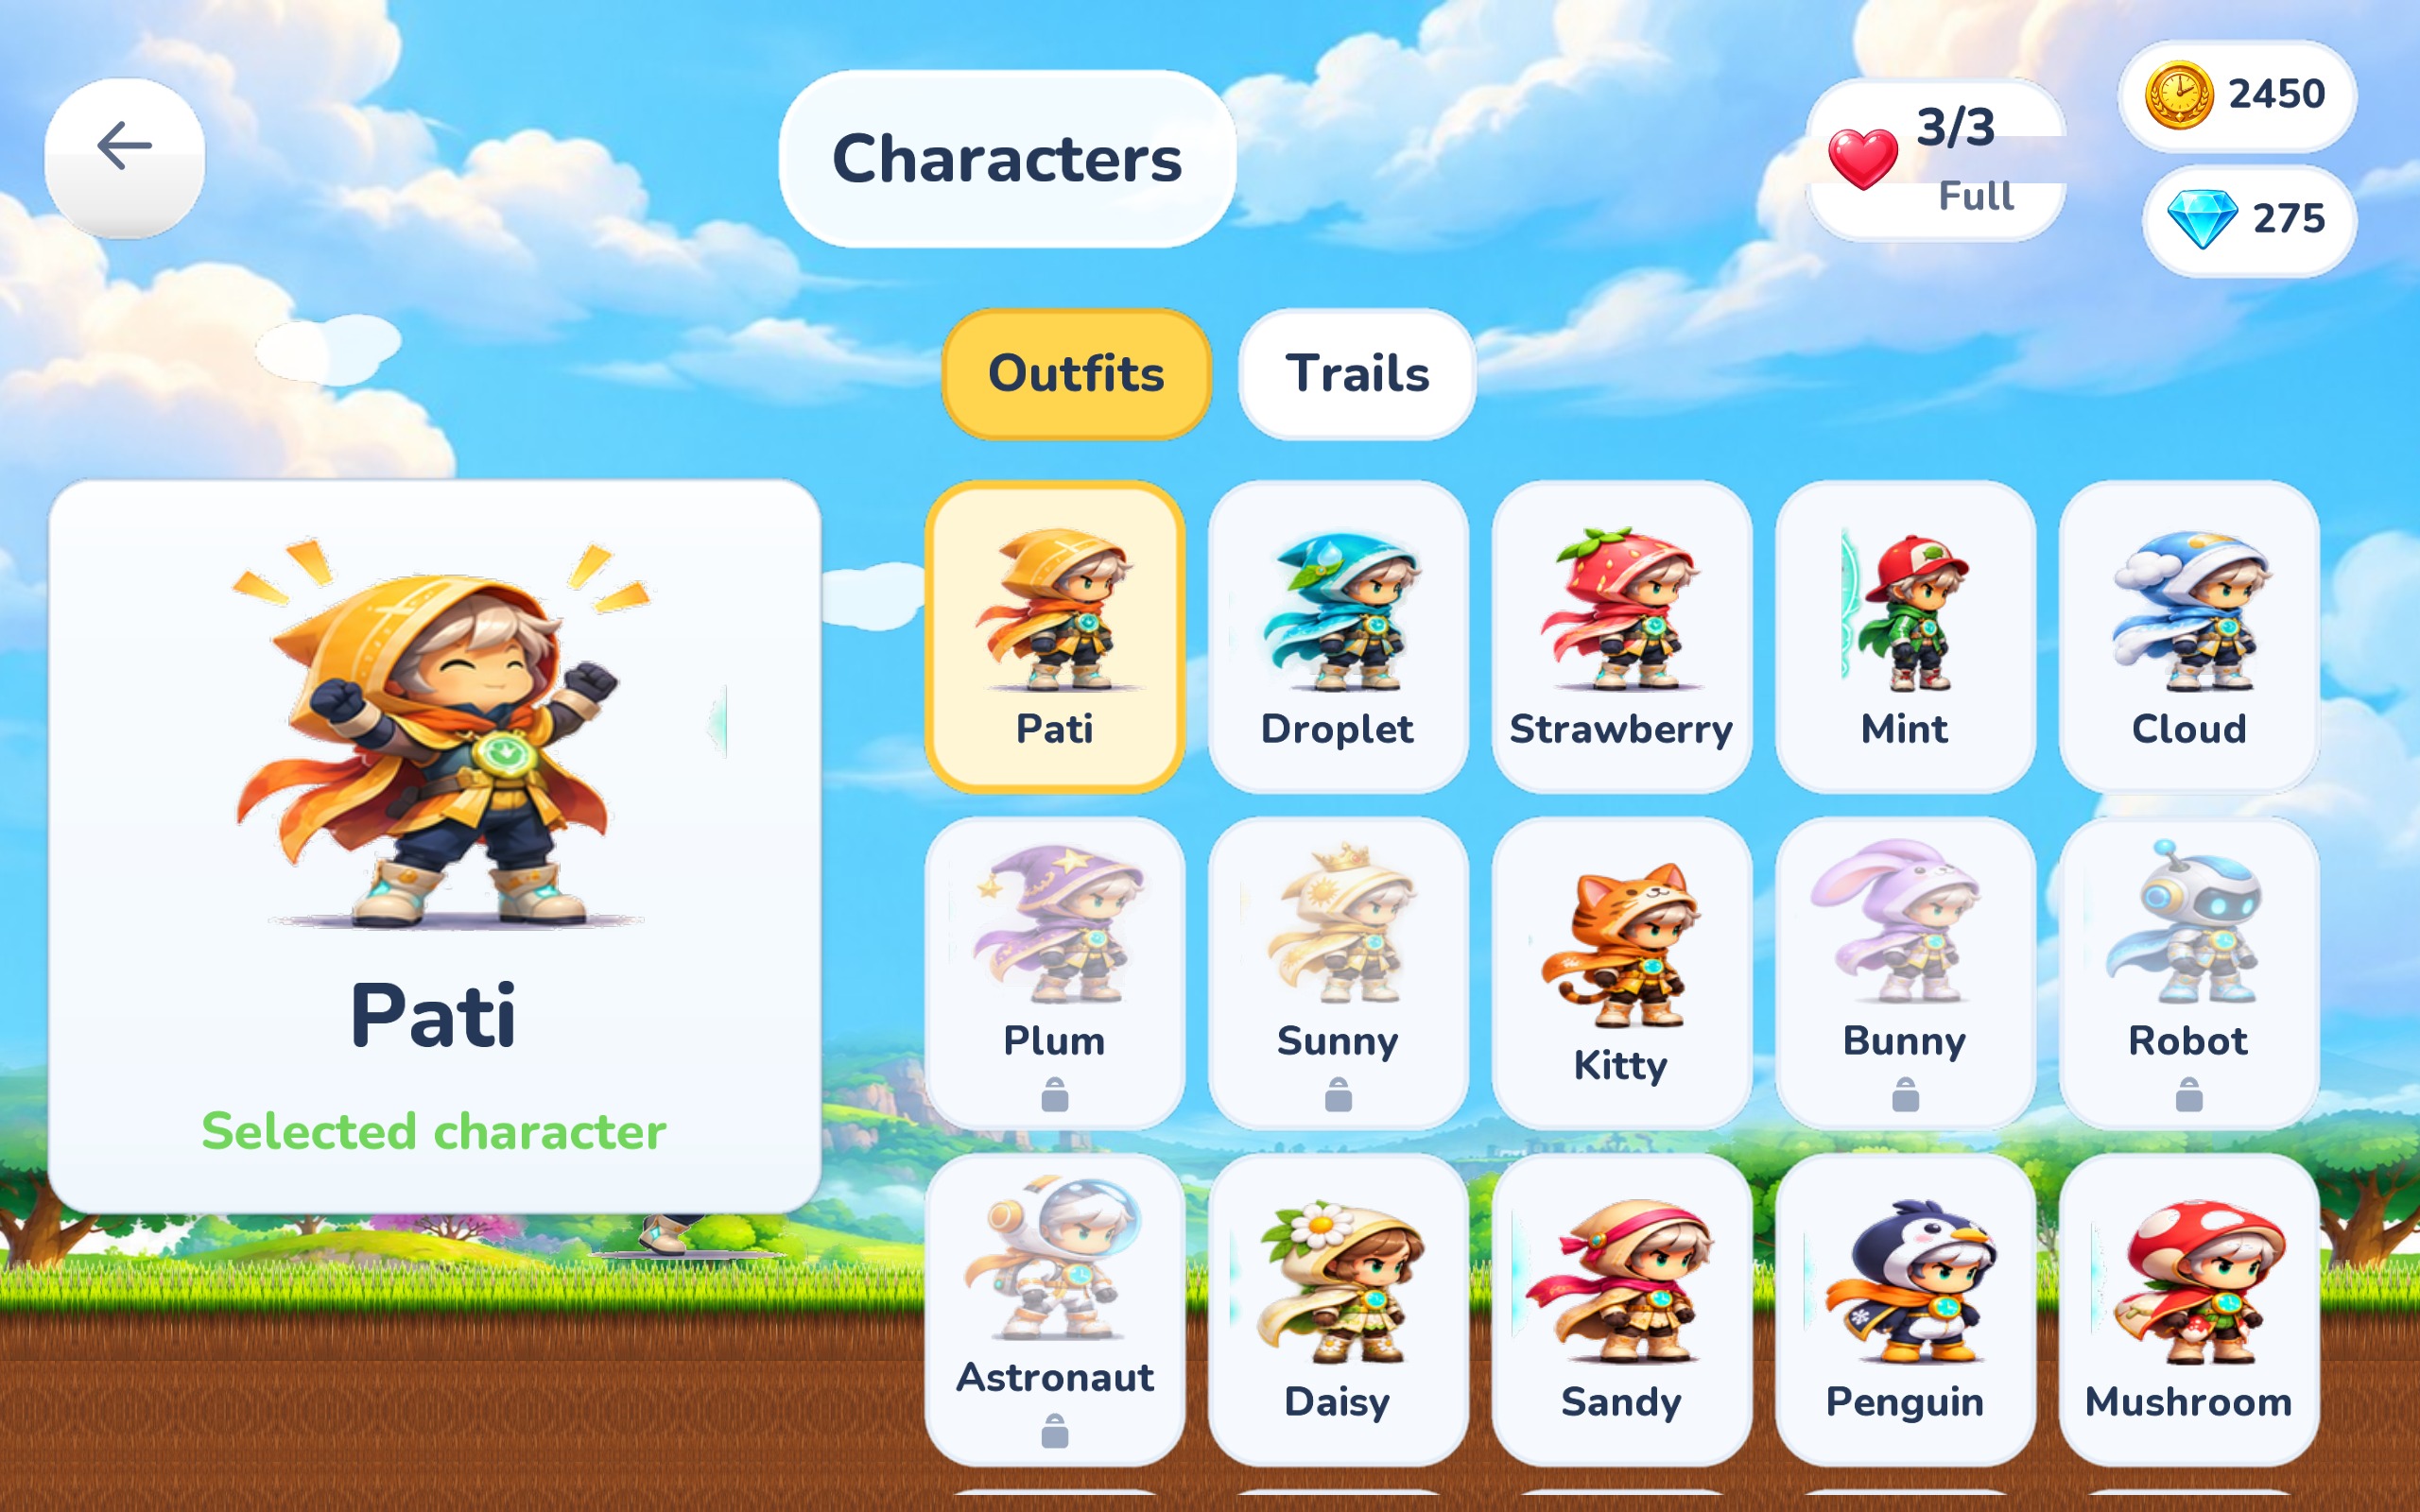 Characters
3/3
Full
2450
275
Outfits
Trails
Pati
Selected character
Pati
Droplet
Strawberry
Mint
Cloud
Plum
Sunny
Kitty
Bunny
Robot
Astronaut
Daisy
Sandy
Penguin
Mushroom